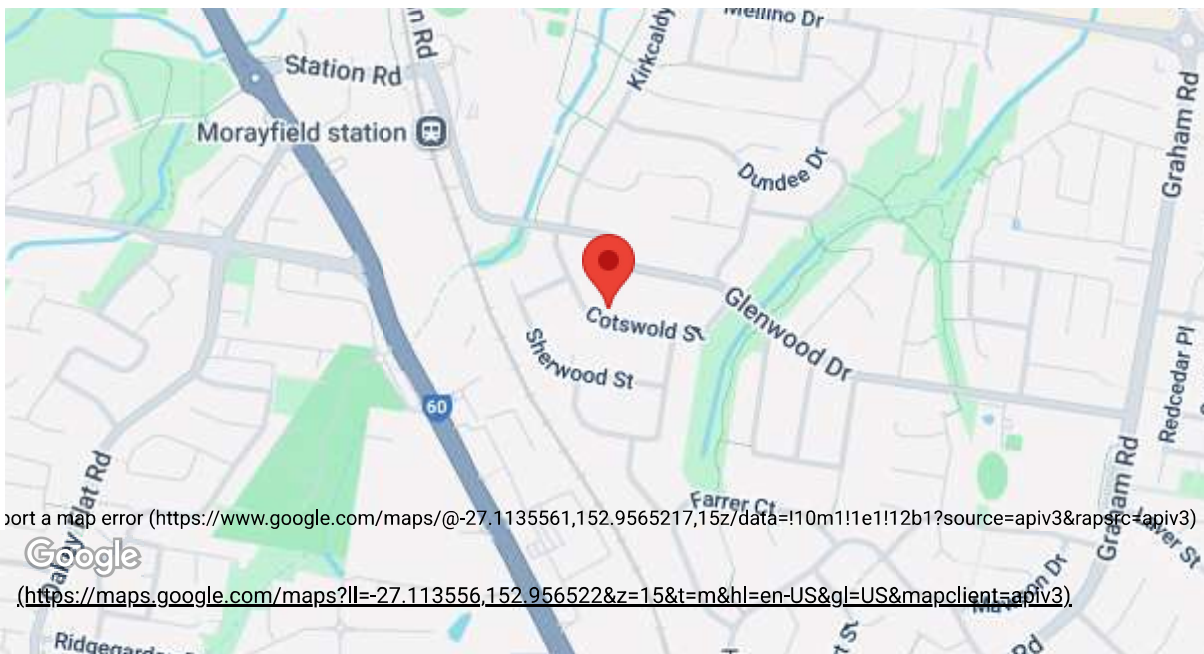 Mellino Dr
Station Rd
Kirkcaldy
n Rd
Morayfield station
Graham Rd
Dundee Dr
Glenwood Dr
Cotswold St
Sherwood St
Redcedar Pl
60
Graham Rd
Farrer Ct
port a map error (https://www.google.com/maps/@-27.1135561,152.9565217,15z/data=!10m1!1e1!12b1?source=apiv3&rapsrc=apiv3)
Laver St
Google
(https://maps.google.com/maps?ll=-27.113556,152.956522&z=15&t=m&hl=en-US&gl=US&mapclient=apiv3)
Rd